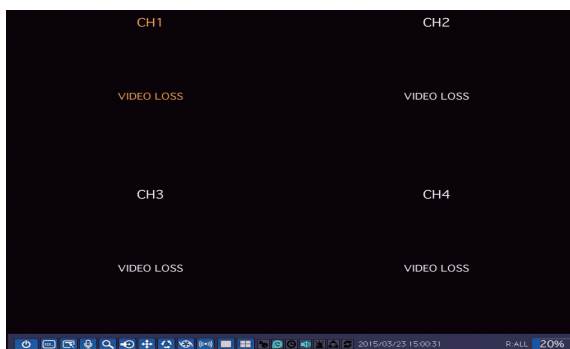 CH1 CH2
VIDEO LOSS VIDEO LOSS
CH3 CH4
VIDEO LOSS VIDEO LOSS
2015/03/23 15:00:31 R:ALL 20%